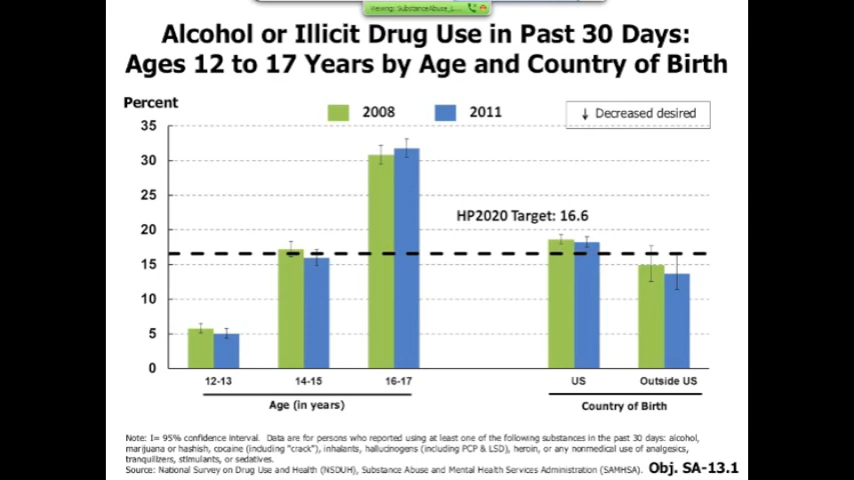 Viewing: SubstanceAbuse_L...
Alcohol or Illicit Drug Use in Past 30 Days:
Ages 12 to 17 Years by Age and Country of Birth
Percent
2008
2011
↓ Decreased desired
35
30
25
20
15
10
5
0
HP2020 Target: 16.6
12-13
14-15
16-17
US
Outside US
Age (in years)
Country of Birth
Note: I= 95% confidence interval. Data are for persons who reported using at least one of the following substances in the past 30 days: alcohol,
marijuana or hashish, cocaine (including "crack"), inhalants, hallucinogens (including PCP & LSD), heroin, or any nonmedical use of analgesics,
tranquilizers, stimulants, or sedatives.
Source: National Survey on Drug Use and Health (NSDUH), Substance Abuse and Mental Health Services Administration (SAMHSA).
Obj. SA-13.1